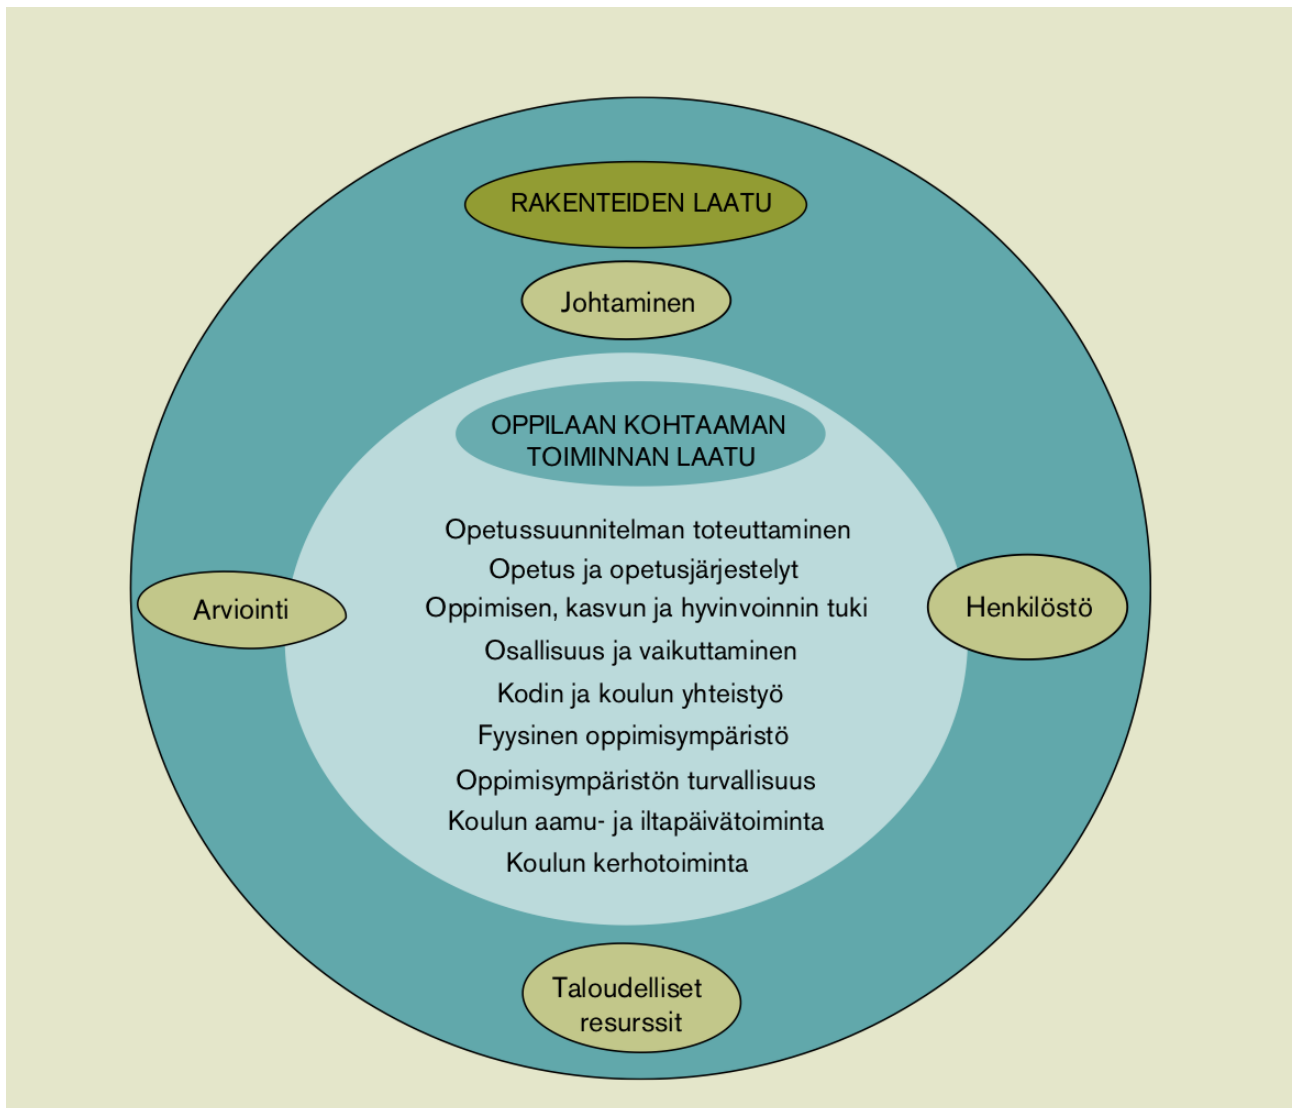 RAKENTEIDEN LAATU
Johtaminen
OPPILAAN KOHTAAMAN
TOIMINNAN LAATU
Opetussuunnitelman toteuttaminen
Opetus ja opetusjärjestelyt
Oppimisen, kasvun ja hyvinvoinnin tuki
Osallisuus ja vaikuttaminen
Kodin ja koulun yhteistyö
Fyysinen oppimisympäristö
Oppimisympäristön turvallisuus
Koulun aamu- ja iltapäivätoiminta
Koulun kerhotoiminta
Arviointi
Henkilöstö
Taloudelliset
resurssit